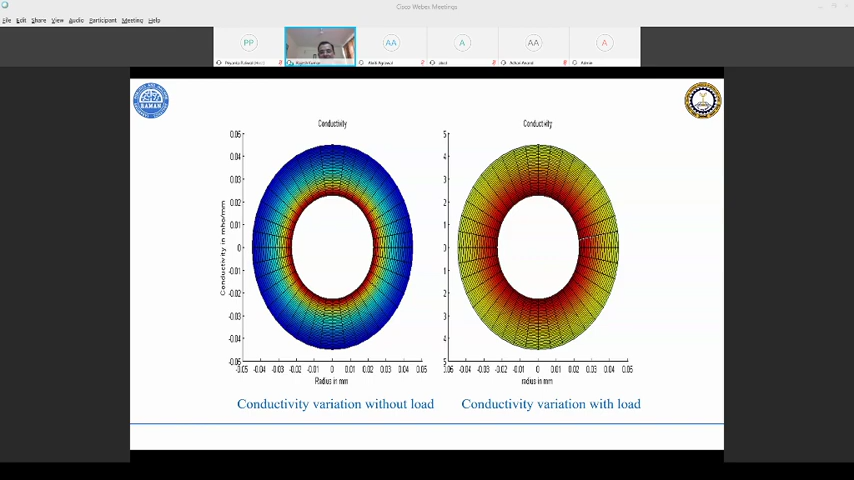 Cisco Webex Meetings
File Edit Share View Audio Participant Meeting Help
PP AA A AA A
RAMAN
Conductivity
Conductivity
0.05
0.04
0.03
0.02
0.01
0
-0.01
-0.02
-0.03
-0.04
-0.05
Conductivity in mho/mm
-0.05 -0.04 -0.03 -0.02 -0.01 0 0.01 0.02 0.03 0.04 0.05
Radius in mm
5
4
3
2
1
0
1
2
3
4
5
-0.04 -0.03 -0.02 -0.01 0 0.01 0.02 0.03 0.04 0.05
radius in mm
Conductivity variation without load
Conductivity variation with load